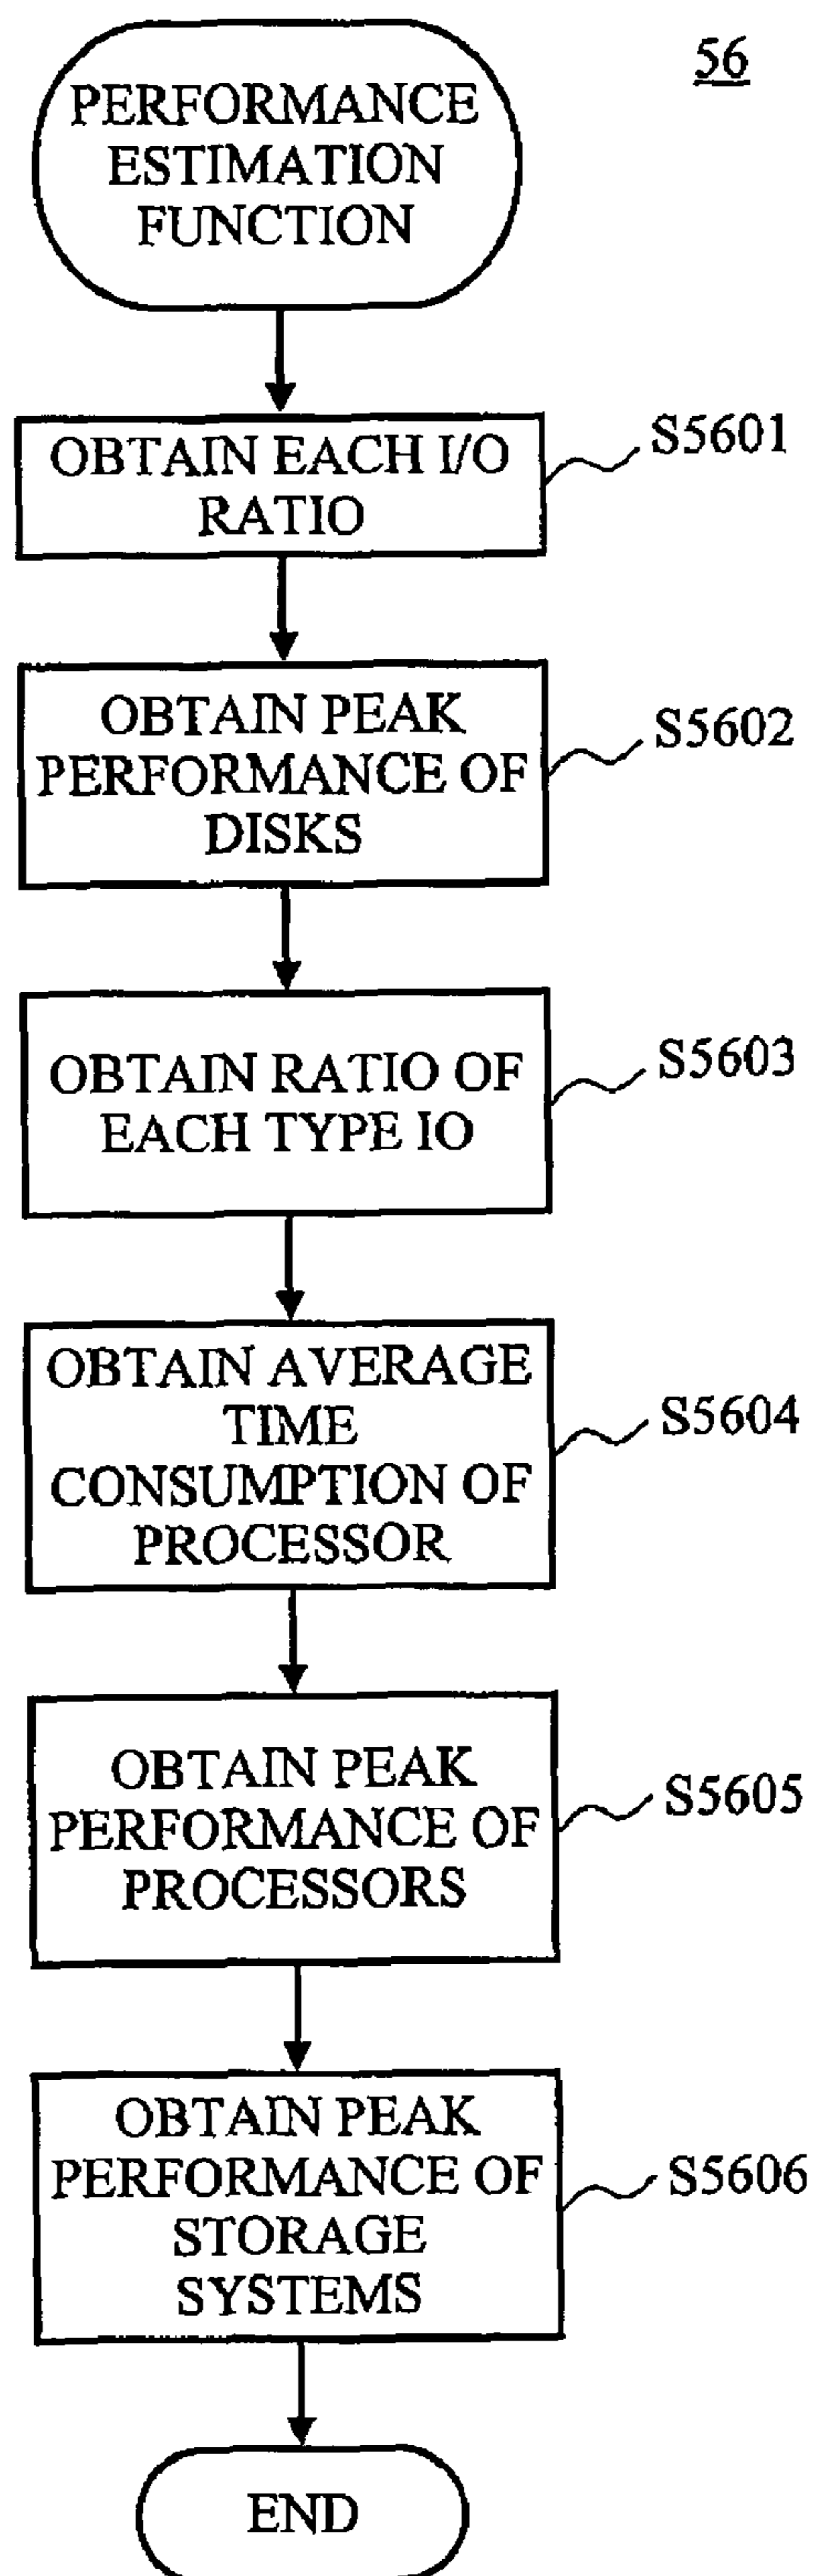 56
PERFORMANCE
ESTIMATION
FUNCTION
OBTAIN EACH I/O
RATIO
S5601
OBTAIN PEAK
PERFORMANCE OF
DISKS
S5602
OBTAIN RATIO OF
EACH TYPE IO
S5603
OBTAIN AVERAGE
TIME
CONSUMPTION OF
PROCESSOR
S5604
OBTAIN PEAK
PERFORMANCE OF
PROCESSORS
S5605
OBTAIN PEAK
PERFORMANCE OF
STORAGE
SYSTEMS
S5606
END